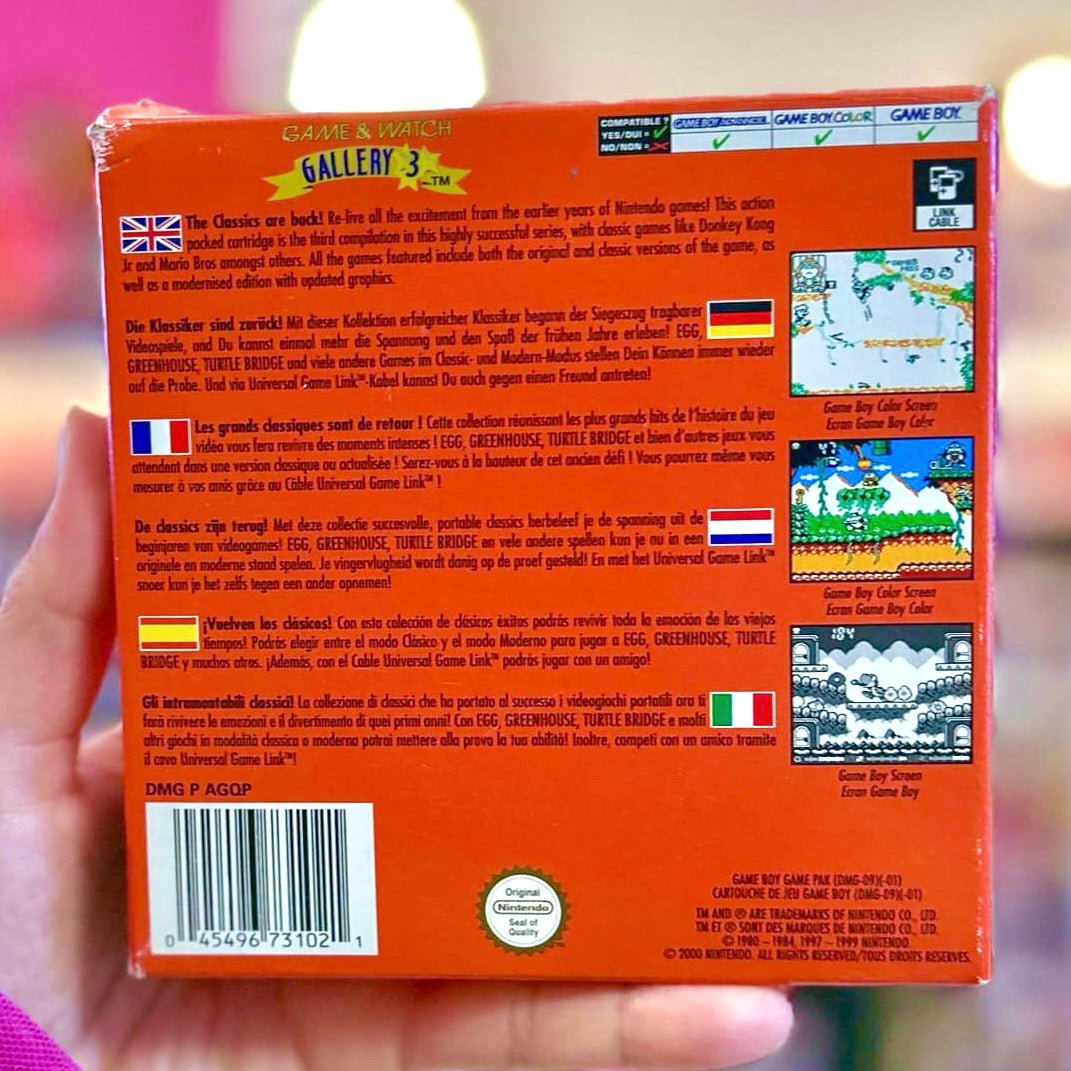 GAME & WATCH
GALLERY 3 TM
COMPATIBLE ?
YES/OUI = ✓
NO/NON = ✗
GAME BOY ADVANCE
GAME BOY COLOR
GAME BOY
LINK
CABLE
The Classics are back! Re-live all the excitement from the earlier years of Nintendo games! This action
packed cartridge is the third compilation in this highly successful series, with classic games like Donkey Kong
Jr and Mario Bros amongst others. All the games featured include both the original and classic versions of the game, as
well as a modernised edition with updated graphics.
Die Klassiker sind zurück! Mit dieser Kollektion erfolgreicher Klassiker begann der Siegeszug tragbarer
Videospiele, und Du kannst einmal mehr die Spannung und den Spaß der frühen Jahre erleben! EGG,
GREENHOUSE, TURTLE BRIDGE und viele andere Games im Classic- und Modern-Modus stellen Dein Können immer wieder
auf die Probe. Und via Universal Game Link™-Kabel kannst Du auch gegen einen Freund antreten!
Game Boy Color Screen
Ecran Game Boy Color
Les grands classiques sont de retour ! Cette collection réunissant les plus grands hits de l'histoire du jeu
vidéo vous fera revivre des moments intenses ! EGG, GREENHOUSE, TURTLE BRIDGE et bien d'autres jeux vous
attendent dans une version classique ou actualisée ! Serez-vous à la hauteur de cet ancien défi ! Vous pourrez même vous
mesurer à vos amis grâce au Câble Universal Game Link™ !
De classics zijn terug! Met deze collectie succesvolle, portable classics herbeleef je de spanning uit de
beginjaren van videogames! EGG, GREENHOUSE, TURTLE BRIDGE en vele andere spellen kun je nu in een
originele en moderne stand spelen. Je vingervlugheid wordt danig op de proef gesteld! En met het Universal Game Link™
snoer kun je het zelfs tegen een ander opnemen!
Game Boy Color Screen
Ecran Game Boy Color
¡Vuelven los clásicos! Con esta colección de clásicos éxitos podrás revivir toda la emoción de los viejos
tiempos! Podrás elegir entre el modo Clásico y el modo Moderno para jugar a EGG, GREENHOUSE, TURTLE
BRIDGE y muchos otros. ¡Además, con el Cable Universal Game Link™ podrás jugar con un amigo!
184
Gli intramontabili classici! La collezione di classici che ha portato al successo i videogiochi portatili ora ti
farà rivivere le emozioni e il divertimento di quei primi anni! Con EGG, GREENHOUSE, TURTLE BRIDGE e molti
altri giochi in modalità classica o moderna potrai mettere alla prova la tua abilità! Inoltre, competi con un amico tramite
il cavo Universal Game Link™!
Game Boy Screen
Ecran Game Boy
DMG P AGQP
0 45496 73102 1
Original
Nintendo
Seal of
Quality
GAME BOY GAME PAK (DMG-09)(-01)
CARTOUCHE DE JEU GAME BOY (DMG-09)(-01)
TM AND ® ARE TRADEMARKS OF NINTENDO CO., LTD.
TM ET ® SONT DES MARQUES DE NINTENDO CO., LTD.
© 1980 – 1984, 1997 – 1999 NINTENDO.
© 2000 NINTENDO. ALL RIGHTS RESERVED/TOUS DROITS RESERVES.